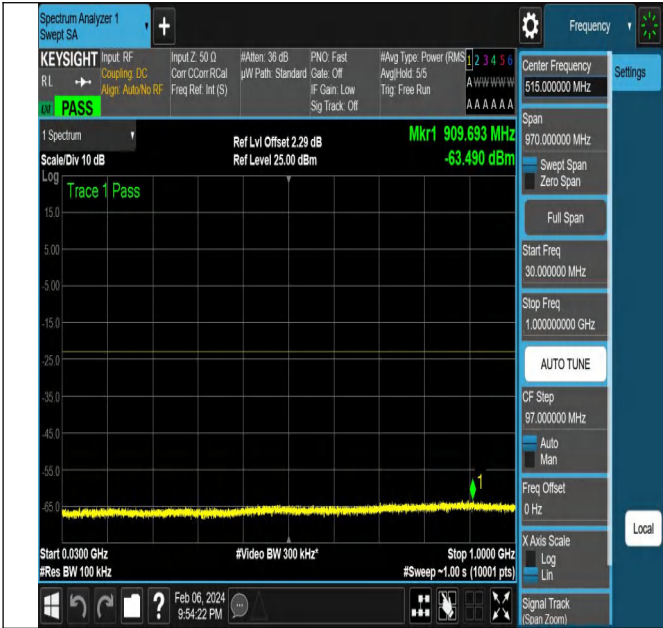 Spectrum Analyzer 1
Swept SA
Frequency
KEYSIGHT
Input: RF
Coupling: DC
Align: Auto/No RF
Input Z: 50 Ω
Corr CCorr RCal
Freq Ref: Int (S)
#Atten: 36 dB
µW Path: Standard
PNO: Fast
Gate: Off
IF Gain: Low
Sig Track: Off
#Avg Type: Power (RMS
Avg|Hold: 5/5
Trig: Free Run
1 2 3 4 5 6
A W W W W W
A A A A A A
R L
PASS
1 Spectrum
Scale/Div 10 dB
Ref Lvl Offset 2.29 dB
Ref Level 25.00 dBm
Mkr1 909.693 MHz
-63.490 dBm
Log
Trace 1 Pass
15.0
5.00
-5.00
-15.0
-25.0
-35.0
-45.0
-55.0
-65.0
1
Start 0.0300 GHz
#Video BW 300 kHz*
Stop 1.0000 GHz
#Res BW 100 kHz
#Sweep ~1.00 s (10001 pts)
Feb 06, 2024
9:54:22 PM
Center Frequency
515.000000 MHz
Settings
Span
970.000000 MHz
Swept Span
Zero Span
Full Span
Start Freq
30.000000 MHz
Stop Freq
1.000000000 GHz
AUTO TUNE
CF Step
97.000000 MHz
Auto
Man
Freq Offset
0 Hz
Local
X Axis Scale
Log
Lin
Signal Track
(Span Zoom)